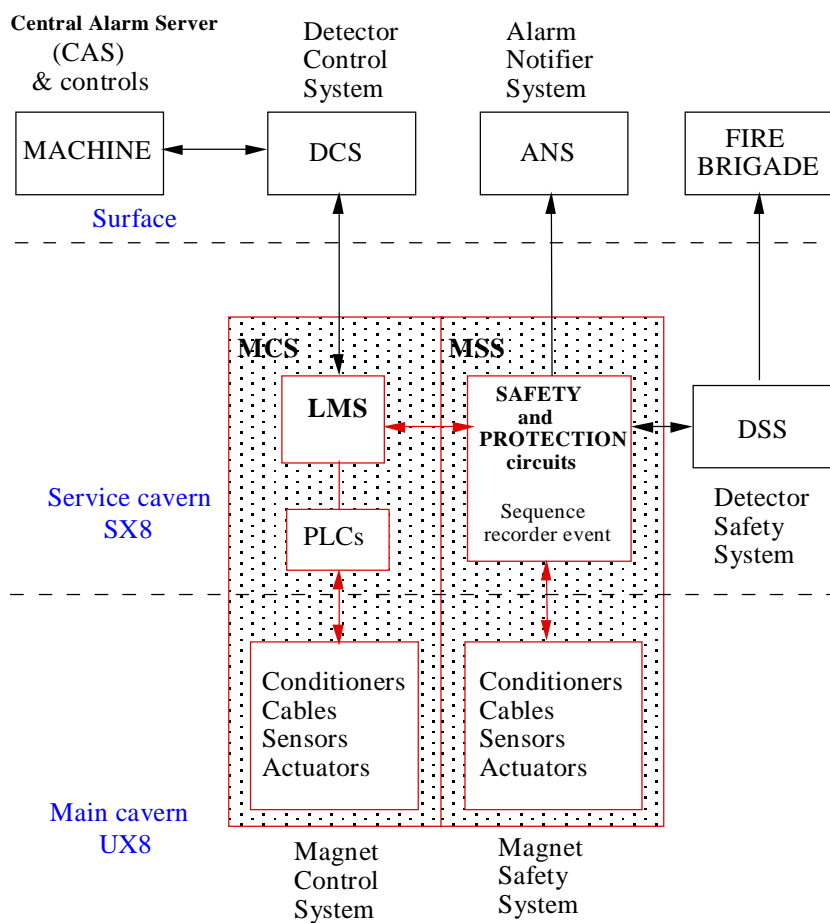 Central Alarm Server
(CAS)
& controls
Detector
Control
System
Alarm
Notifier
System
MACHINE
DCS
ANS
FIRE
BRIGADE
Surface
MCS
MSS
LMS
SAFETY
and
PROTECTION
circuits
Sequence
recorder event
DSS
Detector
Safety
System
Service cavern
SX8
PLCs
Conditioners
Cables
Sensors
Actuators
Conditioners
Cables
Sensors
Actuators
Main cavern
UX8
Magnet
Control
System
Magnet
Safety
System